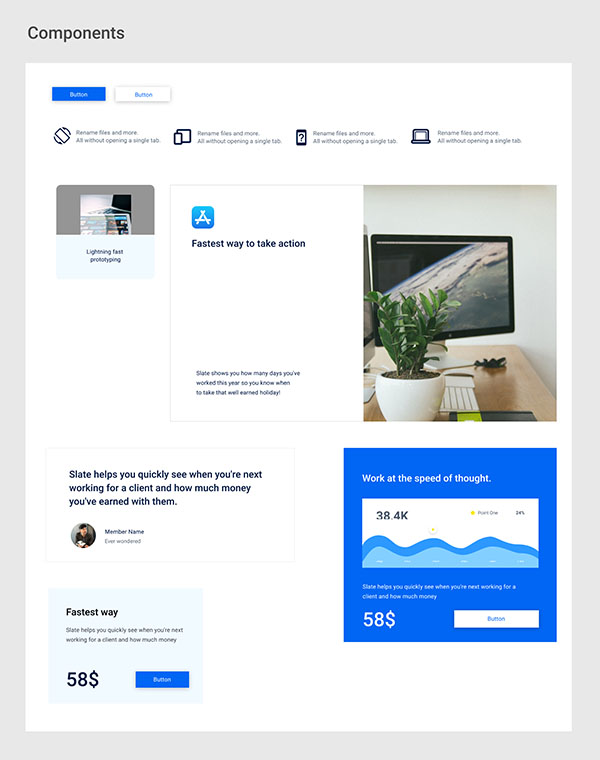 Components
Button
Button
Rename files and more.
All without opening a single tab.
Rename files and more.
All without opening a single tab.
Rename files and more.
All without opening a single tab.
Rename files and more.
All without opening a single tab.
Lightning fast
prototyping
Fastest way to take action
Slate shows you how many days you've
worked this year so you know when
to take that well earned holiday!
Slate helps you quickly see when you're next
working for a client and how much money
you've earned with them.
Member Name
Ever wondered
Work at the speed of thought.
38.4K
Point One
24%
Slate helps you quickly see when you're next working for a
client and how much money
58$
Button
Fastest way
Slate helps you quickly see when you're next
working for a client and how much money
58$
Button